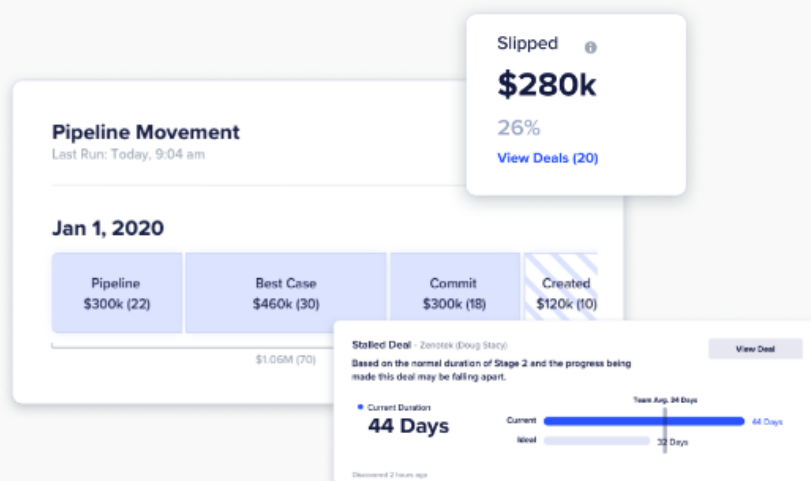 Slipped
$280k
26%
View Deals (20)
Pipeline Movement
Last Run: Today, 9:04 am
Jan 1, 2020
Pipeline
$300k (22)
Best Case
$460k (30)
Commit
$300k (18)
Created
$120k (10)
$1.06M (70)
Stalled Deal - Zenotek (Doug Stacy)
View Deal
Based on the normal duration of Stage 2 and the progress being
made this deal may be falling apart.
Team Avg. 34 Days
Current Duration
44 Days
Current
44 Days
Ideal
32 Days
Discovered 2 hours ago